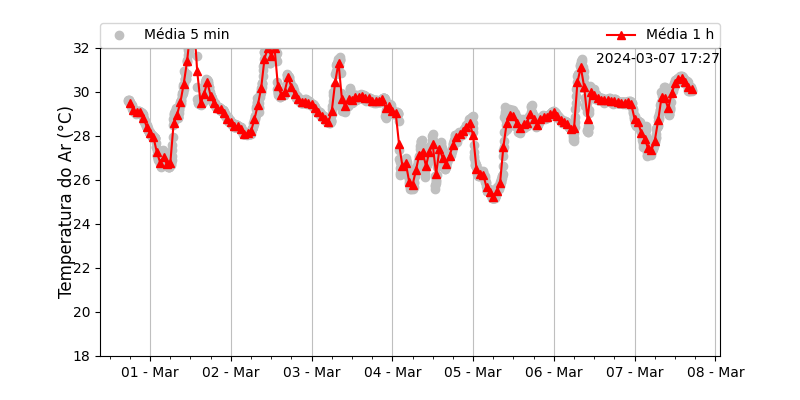 Média 5 min
Média 1 h
2024-03-07 17:27
Temperatura do Ar (°C)
32
30
28
26
24
22
20
18
01 - Mar
02 - Mar
03 - Mar
04 - Mar
05 - Mar
06 - Mar
07 - Mar
08 - Mar